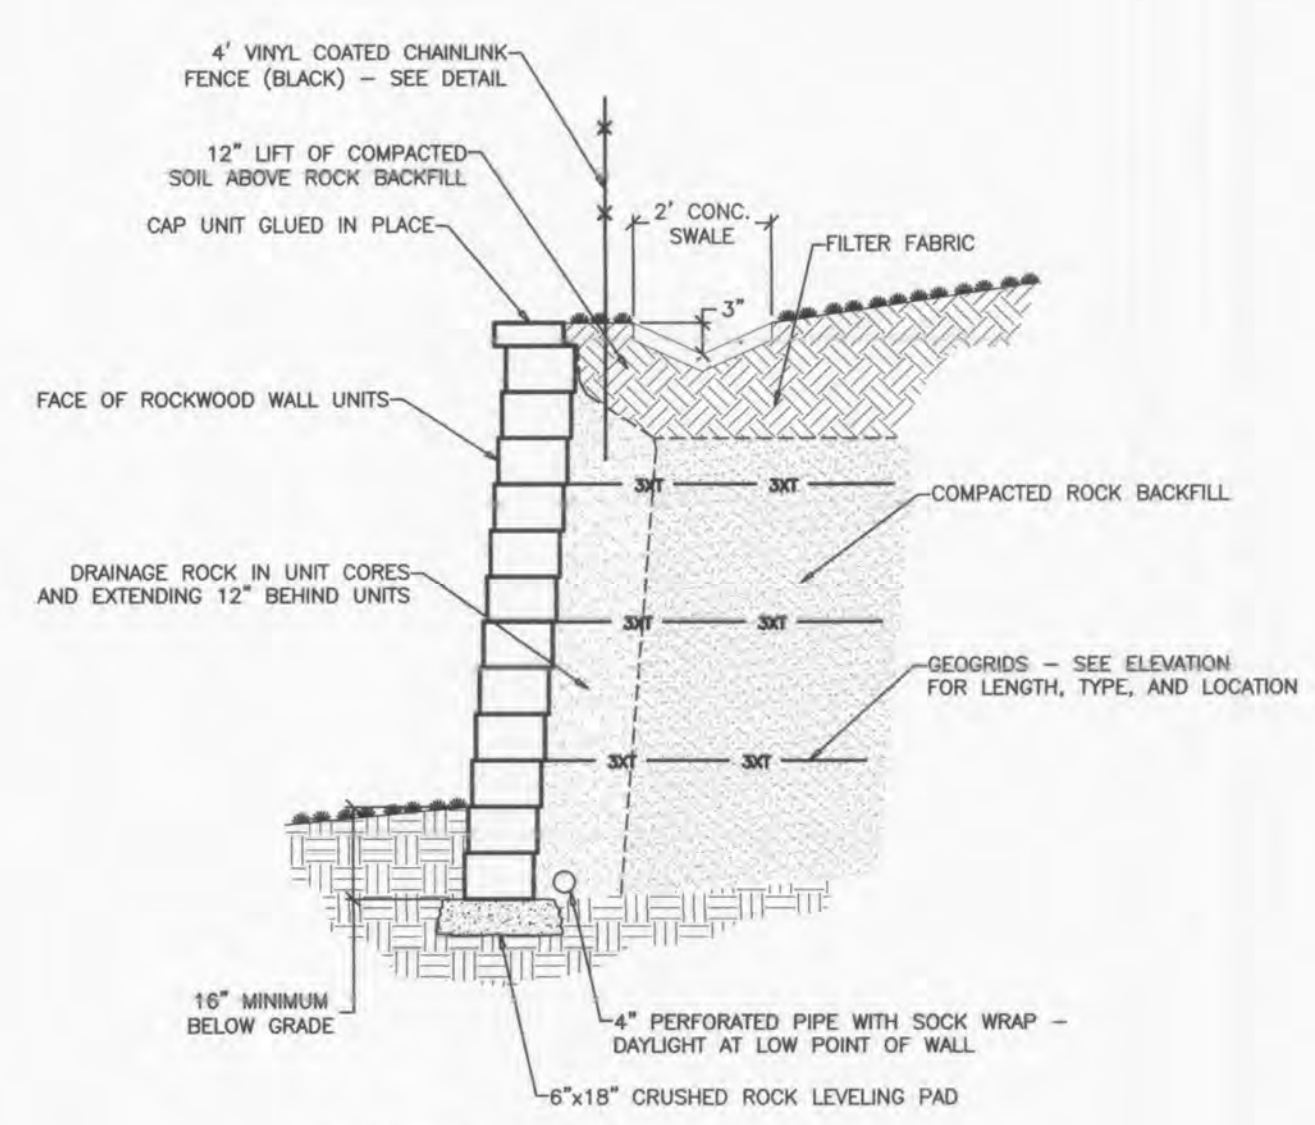 4' VINYL COATED CHAINLINK
FENCE (BLACK) – SEE DETAIL
12" LIFT OF COMPACTED
SOIL ABOVE ROCK BACKFILL
CAP UNIT GLUED IN PLACE
2' CONC.
SWALE
FILTER FABRIC
3"
FACE OF ROCKWOOD WALL UNITS
3XT
3XT
COMPACTED ROCK BACKFILL
DRAINAGE ROCK IN UNIT CORES
AND EXTENDING 12" BEHIND UNITS
3XT
3XT
GEOGRIDS – SEE ELEVATION
FOR LENGTH, TYPE, AND LOCATION
3XT
3XT
16" MINIMUM
BELOW GRADE
4" PERFORATED PIPE WITH SOCK WRAP –
DAYLIGHT AT LOW POINT OF WALL
6"x18" CRUSHED ROCK LEVELING PAD